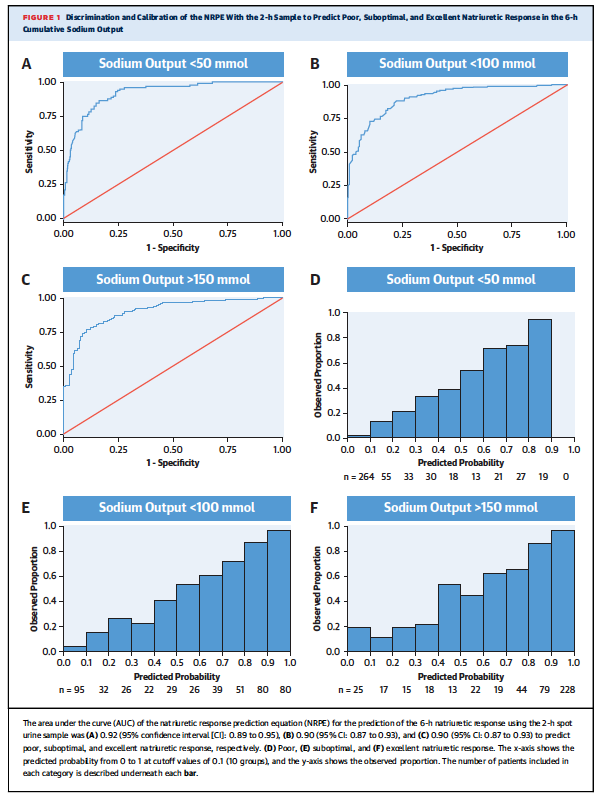 FIGURE 1 Discrimination and Calibration of the NRPE With the 2-h Sample to Predict Poor, Suboptimal, and Excellent Natriuretic Response in the 6-h
Cumulative Sodium Output
A
Sodium Output <50 mmol
Sensitivity
1.00
0.75
0.50
0.25
0.00
0.00 0.25 0.50 0.75 1.00
1 - Specificity
B
Sodium Output <100 mmol
Sensitivity
1.00
0.75
0.50
0.25
0.00
0.00 0.25 0.50 0.75 1.00
1 - Specificity
C
Sodium Output >150 mmol
Sensitivity
1.00
0.75
0.50
0.25
0.00
0.00 0.25 0.50 0.75 1.00
1 - Specificity
D
Sodium Output <50 mmol
Observed Proportion
1.0
0.8
0.6
0.4
0.2
0.0
0.0 0.1 0.2 0.3 0.4 0.5 0.6 0.7 0.8 0.9 1.0
Predicted Probability
n = 264 55 33 30 18 13 21 27 19 0
E
Sodium Output <100 mmol
Observed Proportion
1.0
0.8
0.6
0.4
0.2
0.0
0.0 0.1 0.2 0.3 0.4 0.5 0.6 0.7 0.8 0.9 1.0
Predicted Probability
n = 95 32 26 22 29 26 39 51 80 80
F
Sodium Output >150 mmol
Observed Proportion
1.0
0.8
0.6
0.4
0.2
0.0
0.0 0.1 0.2 0.3 0.4 0.5 0.6 0.7 0.8 0.9 1.0
Predicted Probability
n = 25 17 15 18 13 22 19 44 79 228
The area under the curve (AUC) of the natriuretic response prediction equation (NRPE) for the prediction of the 6-h natriuretic response using the 2-h spot
urine sample was (A) 0.92 (95% confidence interval [CI]: 0.89 to 0.95), (B) 0.90 (95% CI: 0.87 to 0.93), and (C) 0.90 (95% CI: 0.87 to 0.93) to predict
poor, suboptimal, and excellent natriuretic response, respectively. (D) Poor, (E) suboptimal, and (F) excellent natriuretic response. The x-axis shows the
predicted probability from 0 to 1 at cutoff values of 0.1 (10 groups), and the y-axis shows the observed proportion. The number of patients included in
each category is described underneath each bar.